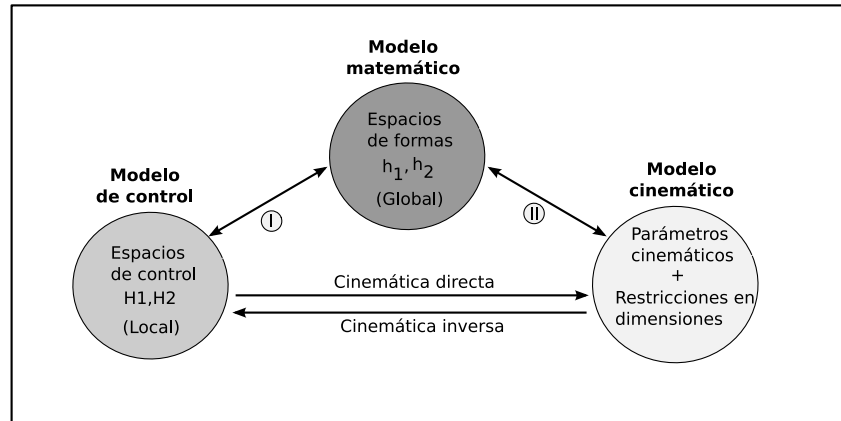 Modelo
matemático
Espacios
de formas
h1, h2
(Global)
Modelo
de control
Espacios
de control
H1,H2
(Local)
I
II
Modelo
cinemático
Parámetros
cinemáticos
+
Restricciones en
dimensiones
Cinemática directa
Cinemática inversa